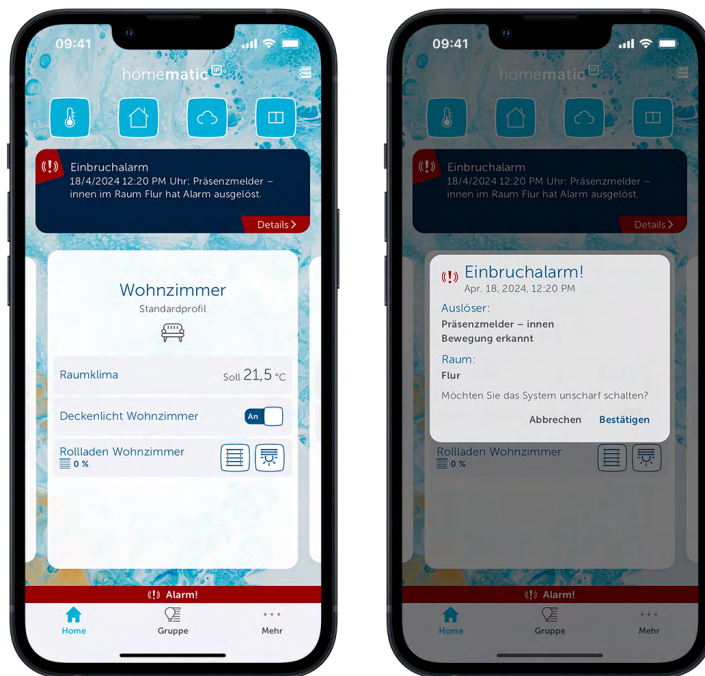 09:41
homematic IP
Einbruchalarm
18/4/2024 12:20 PM Uhr: Präsenzmelder –
innen im Raum Flur hat Alarm ausgelöst.
Details
Wohnzimmer
Standardprofil
Raumklima
Soll 21,5 °C
Deckenlicht Wohnzimmer
An
Rollladen Wohnzimmer
0 %
Alarm!
Home
Gruppe
Mehr
09:41
homematic IP
Einbruchalarm
18/4/2024 12:20 PM Uhr: Präsenzmelder –
innen im Raum Flur hat Alarm ausgelöst.
Details
Einbruchalarm!
Apr. 18, 2024, 12:20 PM
Auslöser:
Präsenzmelder – innen
Bewegung erkannt
Raum:
Flur
Möchten Sie das System unscharf schalten?
Abbrechen Bestätigen
Rollladen Wohnzimmer
0 %
Alarm!
Home
Gruppe
Mehr